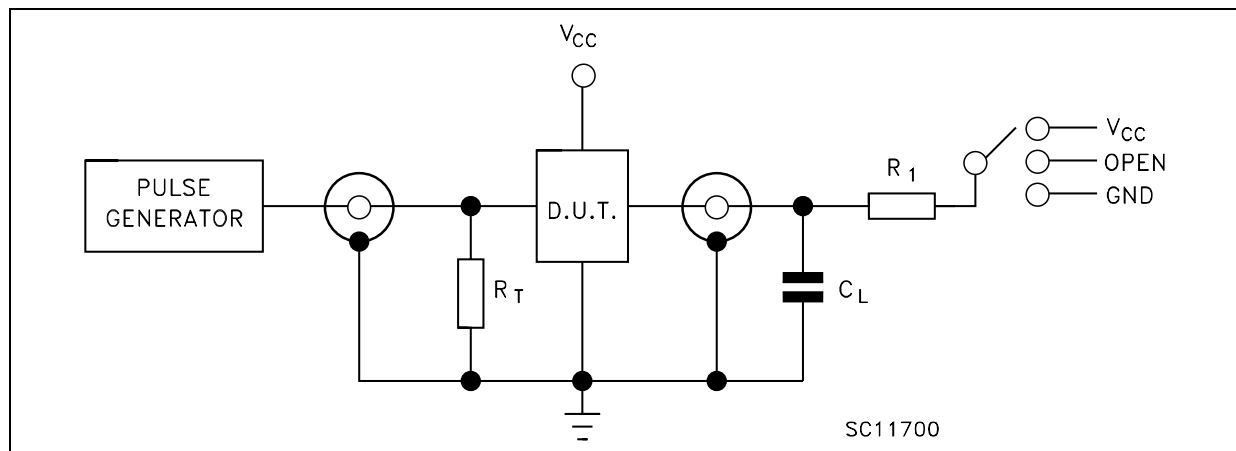 VCC
PULSE
GENERATOR
D.U.T.
RT
CL
R1
VCC
OPEN
GND
SC11700